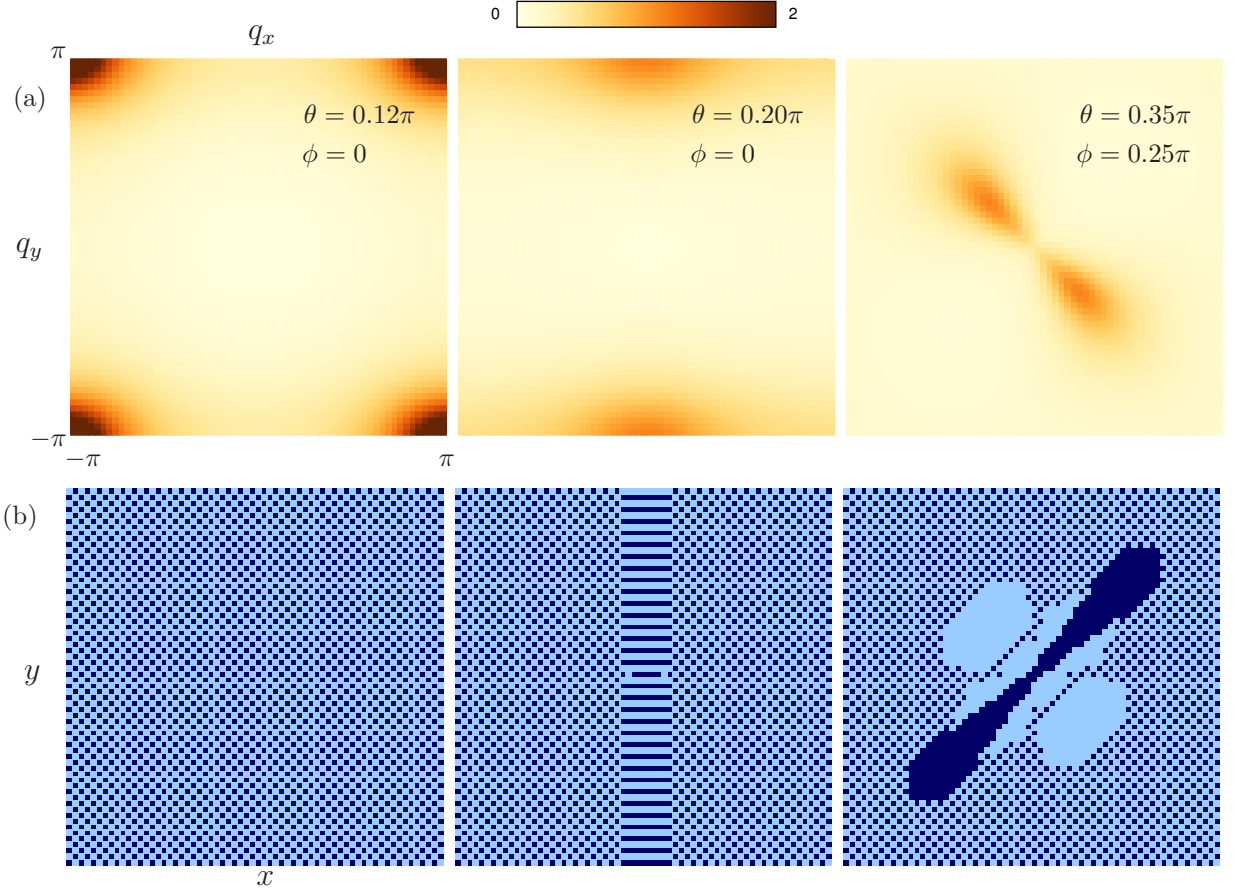 0 2
q_x
π
(a)
θ = 0.12π
ϕ = 0
θ = 0.20π
ϕ = 0
θ = 0.35π
ϕ = 0.25π
q_y
−π
−π π
(b)
y
x